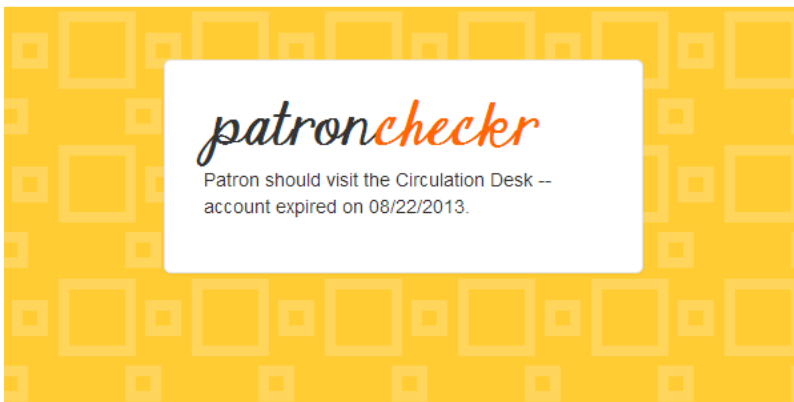 patronchecker
Patron should visit the Circulation Desk --
account expired on 08/22/2013.